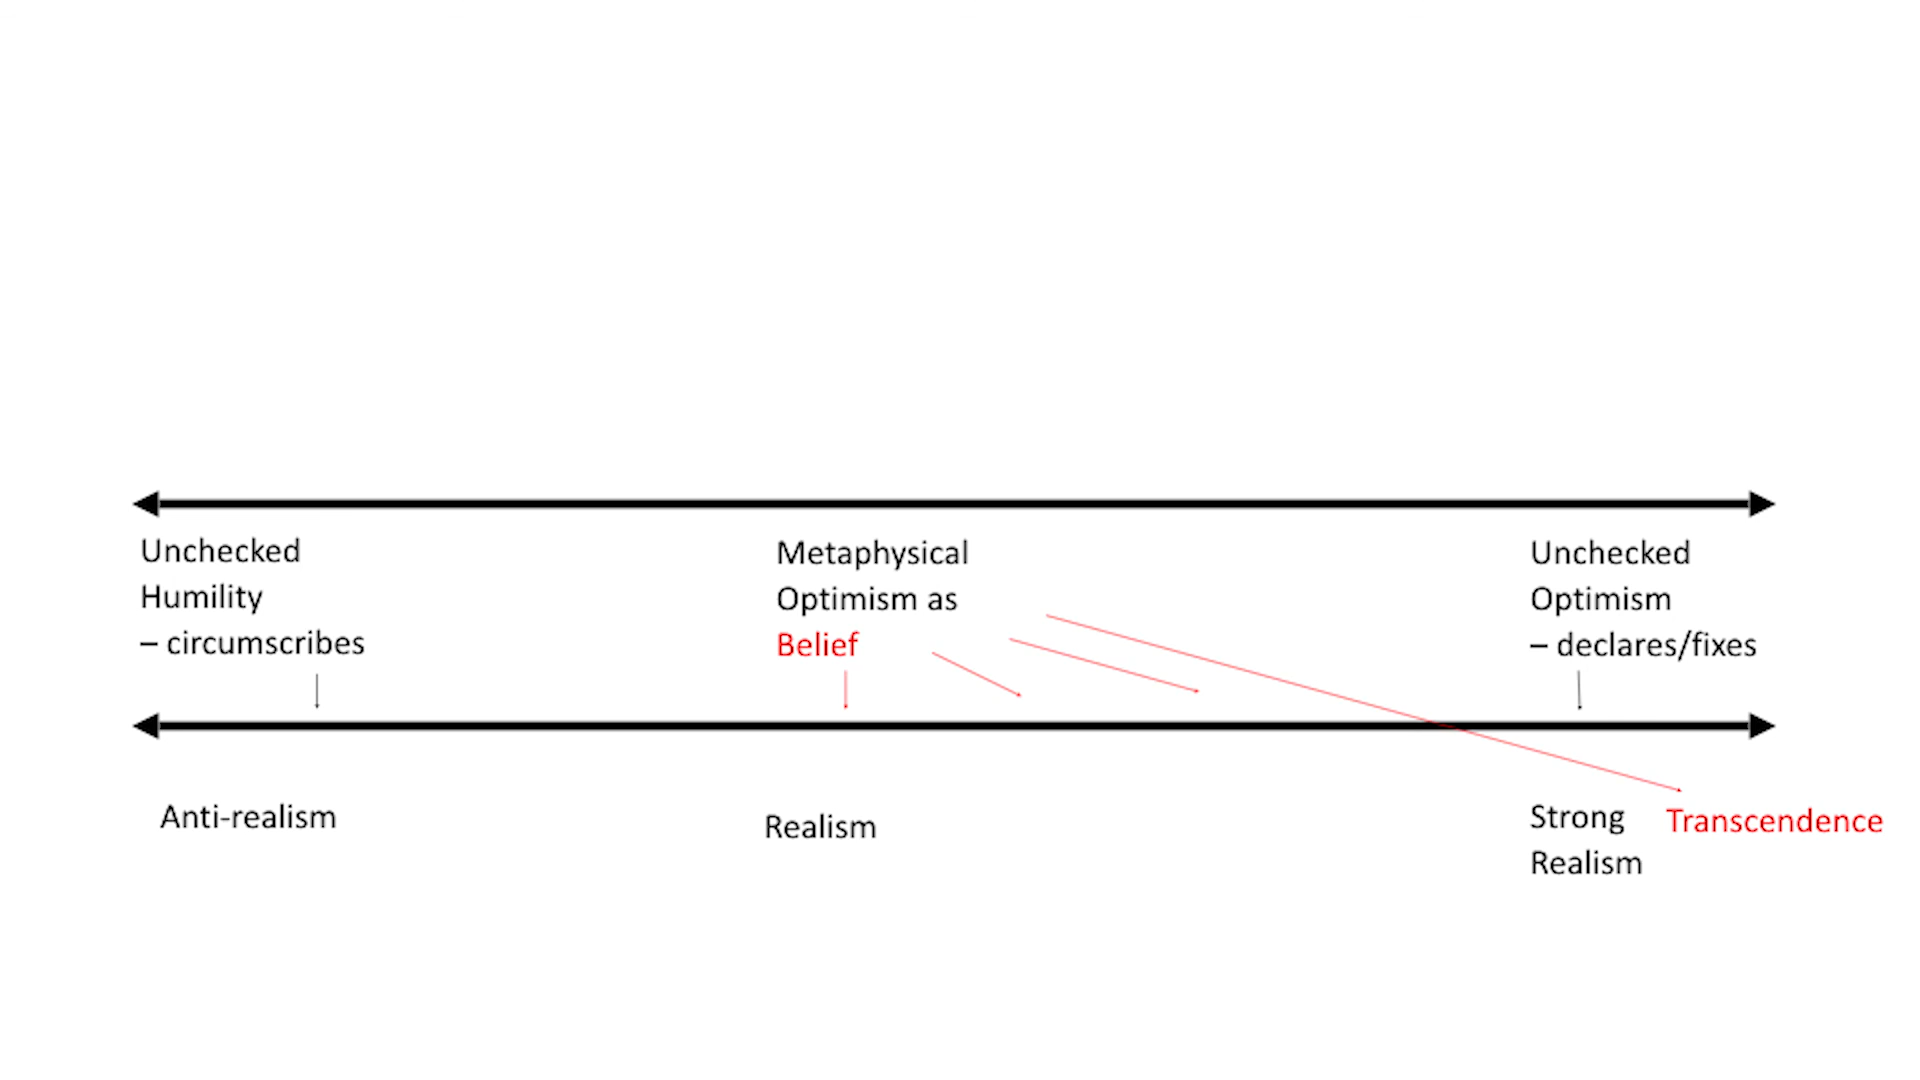 Unchecked
Humility
– circumscribes
Metaphysical
Optimism as
Belief
Unchecked
Optimism
– declares/fixes
Anti-realism
Realism
Strong
Realism
Transcendence